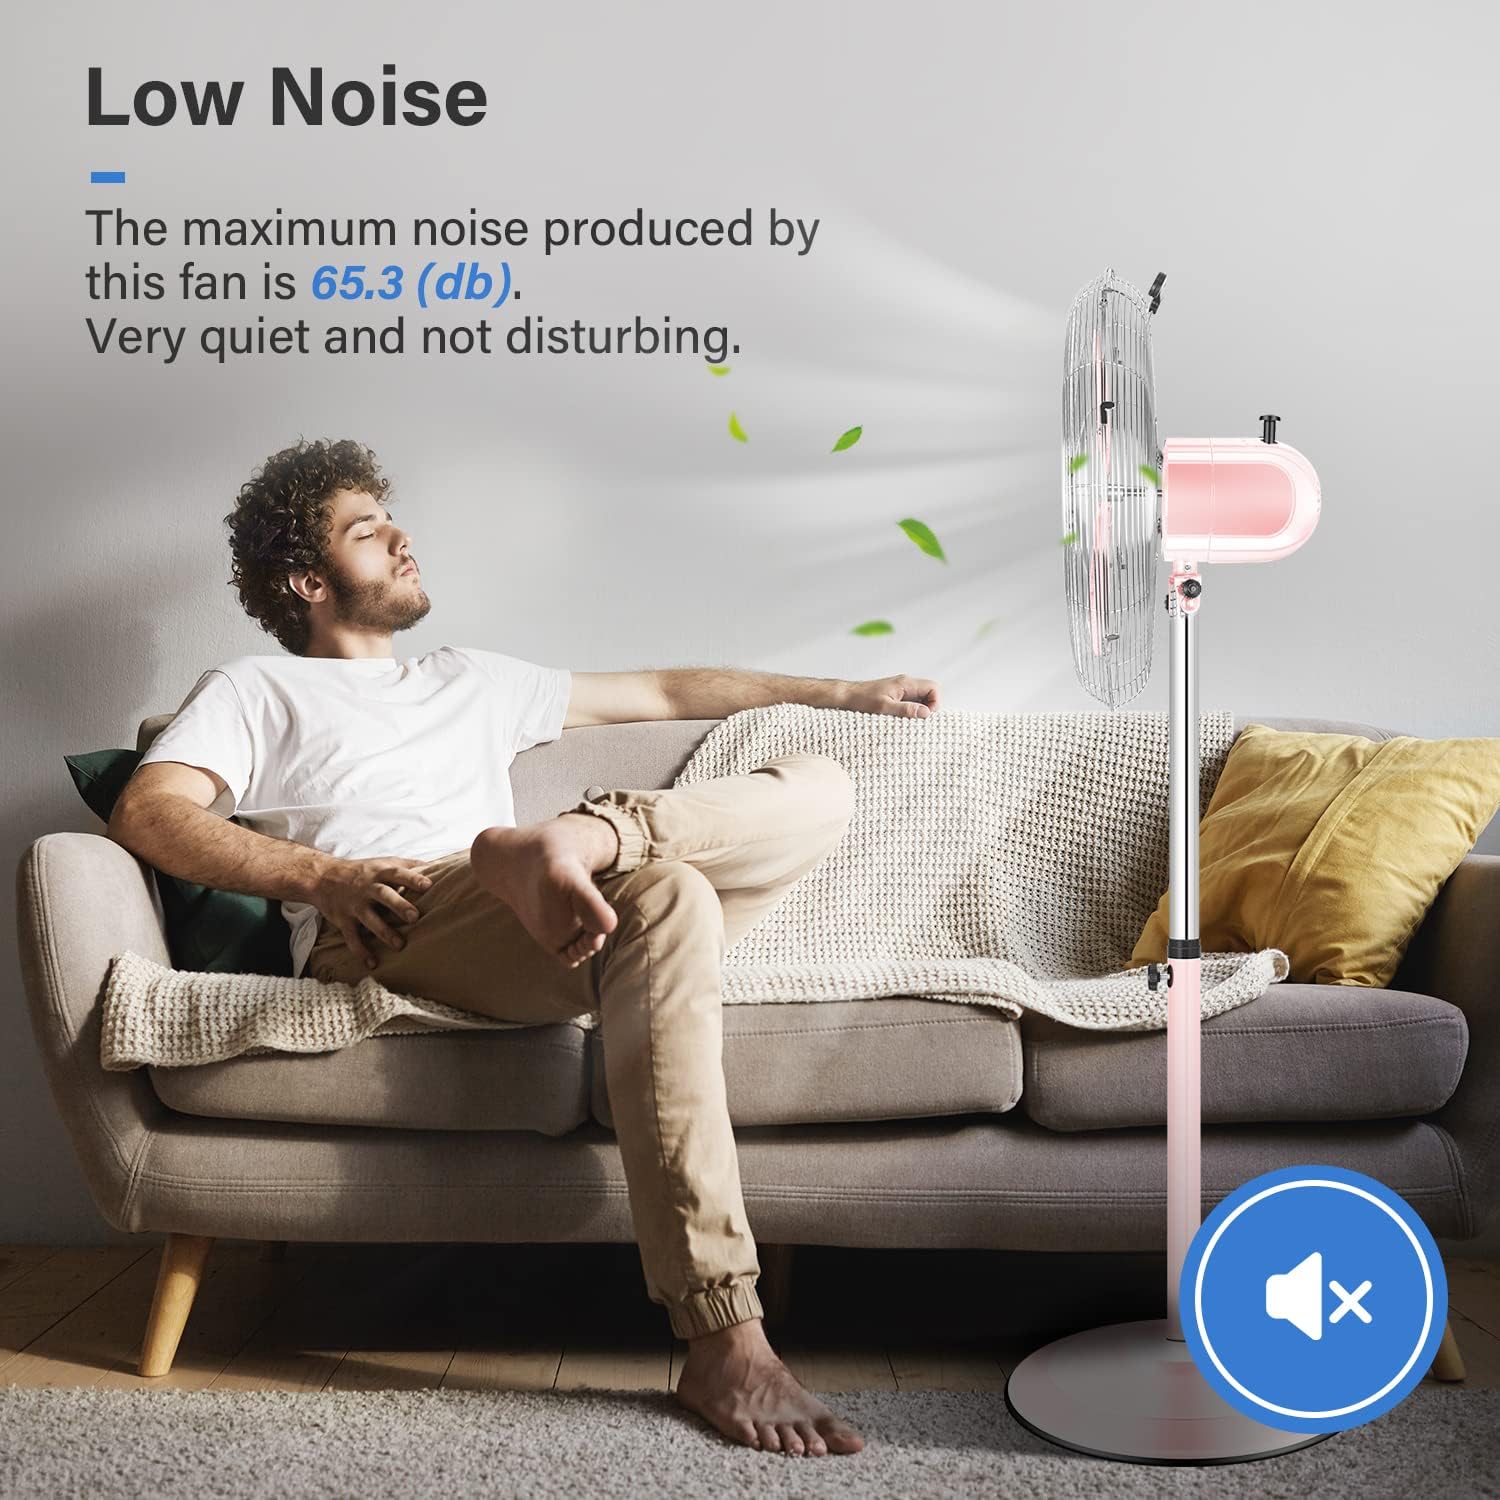 Low Noise
The maximum noise produced by
this fan is 65.3 (db).
Very quiet and not disturbing.